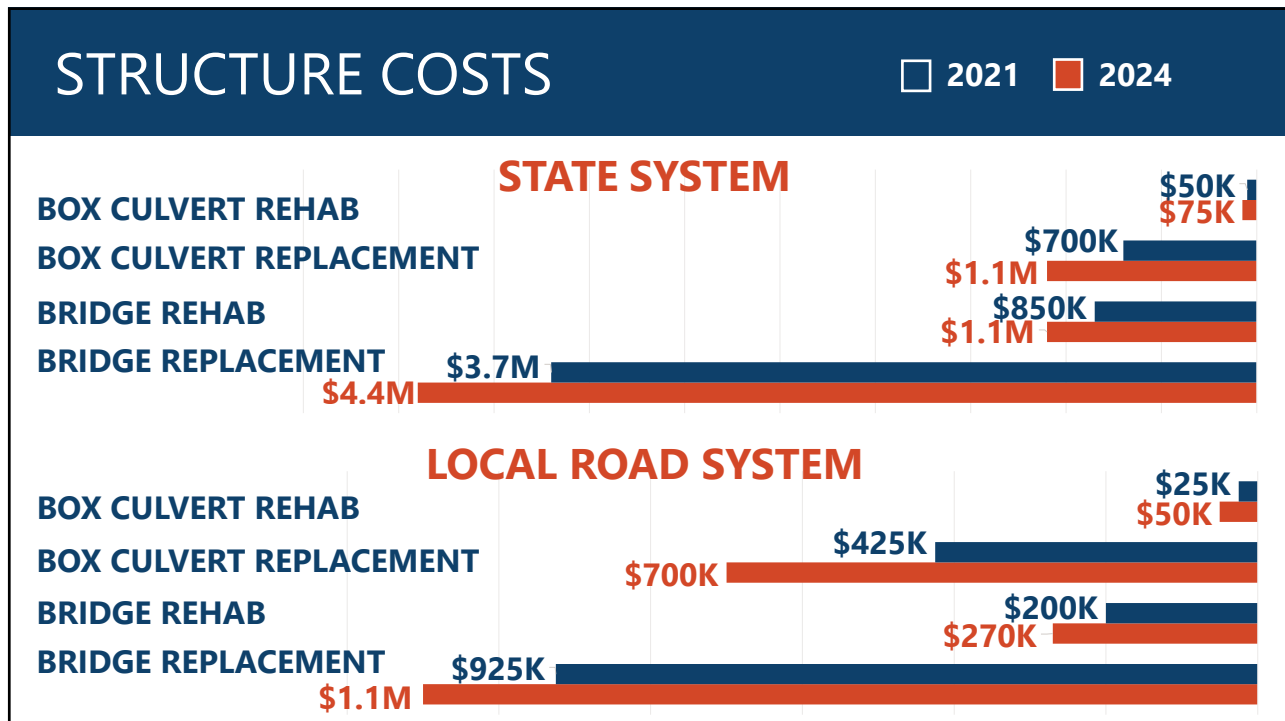 STRUCTURE COSTS
2021 2024
STATE SYSTEM
BOX CULVERT REHAB $50K
$75K
BOX CULVERT REPLACEMENT $700K
$1.1M
BRIDGE REHAB $850K
$1.1M
BRIDGE REPLACEMENT $3.7M
$4.4M
LOCAL ROAD SYSTEM
BOX CULVERT REHAB $25K
$50K
BOX CULVERT REPLACEMENT $425K
$700K
BRIDGE REHAB $200K
$270K
BRIDGE REPLACEMENT $925K
$1.1M